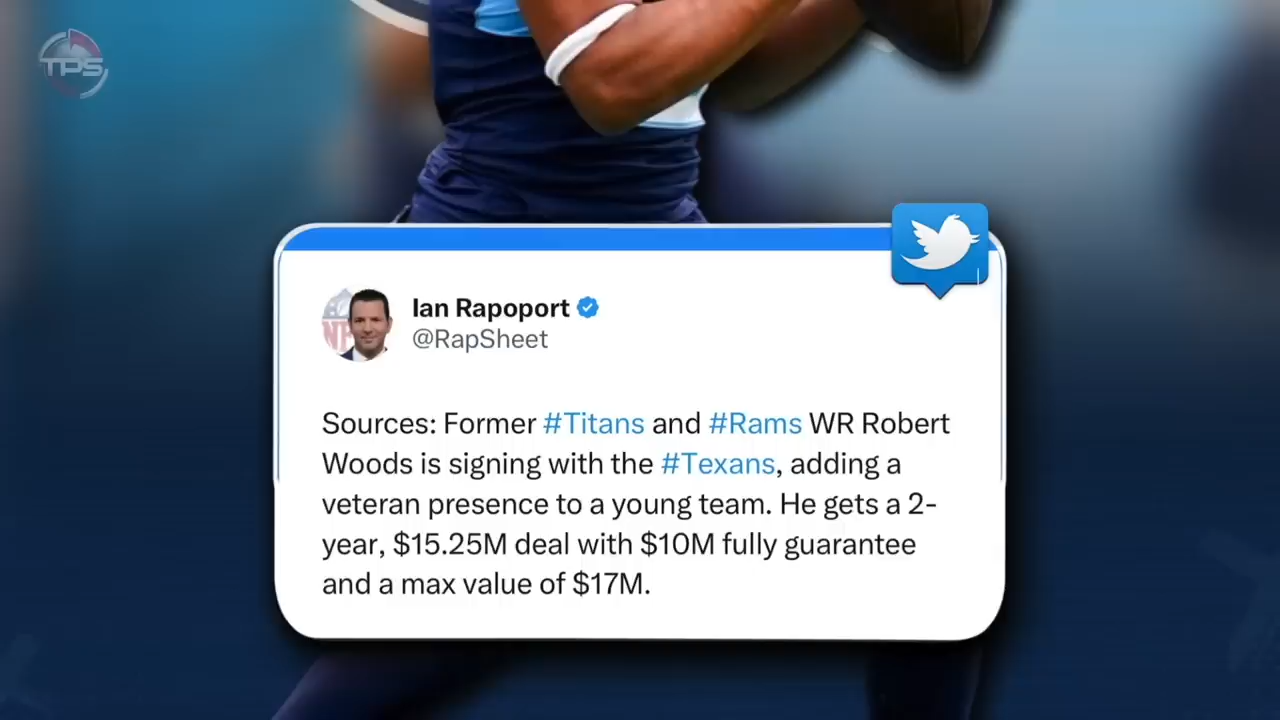 TPS
Ian Rapoport
@RapSheet
Sources: Former #Titans and #Rams WR Robert
Woods is signing with the #Texans, adding a
veteran presence to a young team. He gets a 2-
year, $15.25M deal with $10M fully guarantee
and a max value of $17M.